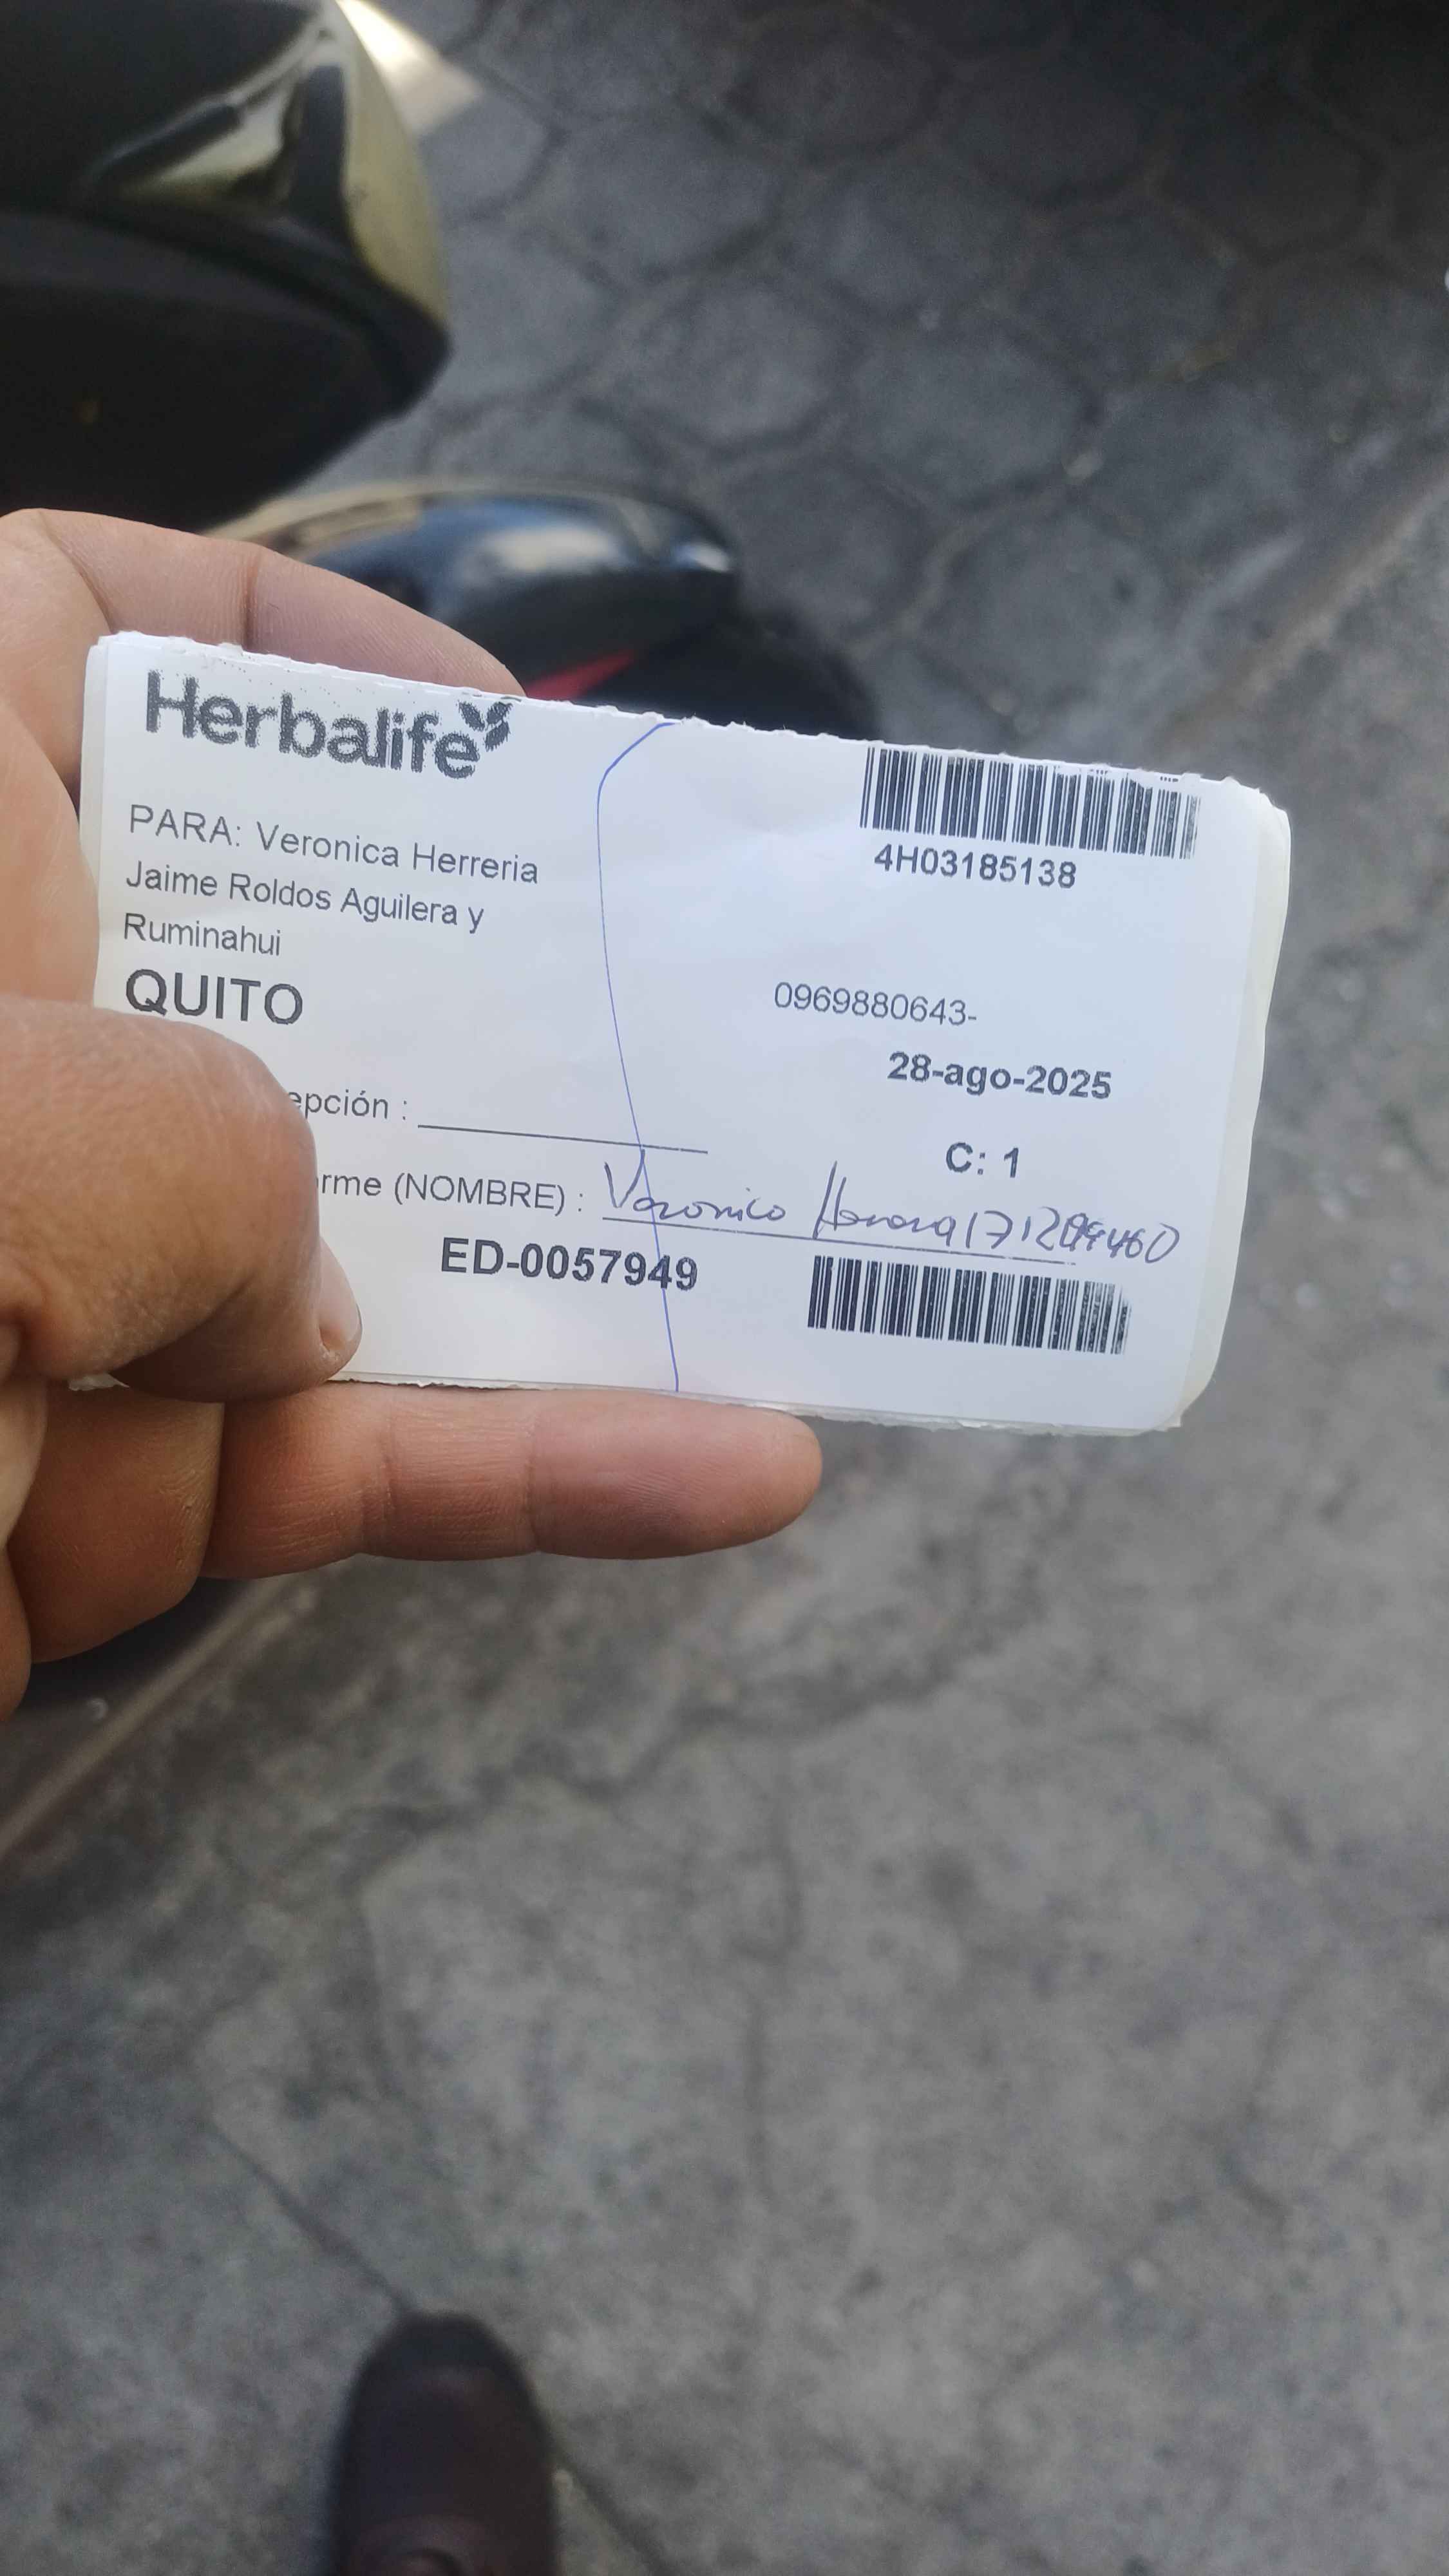 Herbalife
PARA: Veronica Herreria
Jaime Roldos Aguilera y
Ruminahui
QUITO
4H03185138
0969880643-
28-ago-2025
C: 1
epción :
rme (NOMBRE) : Veronica
ED-0057949